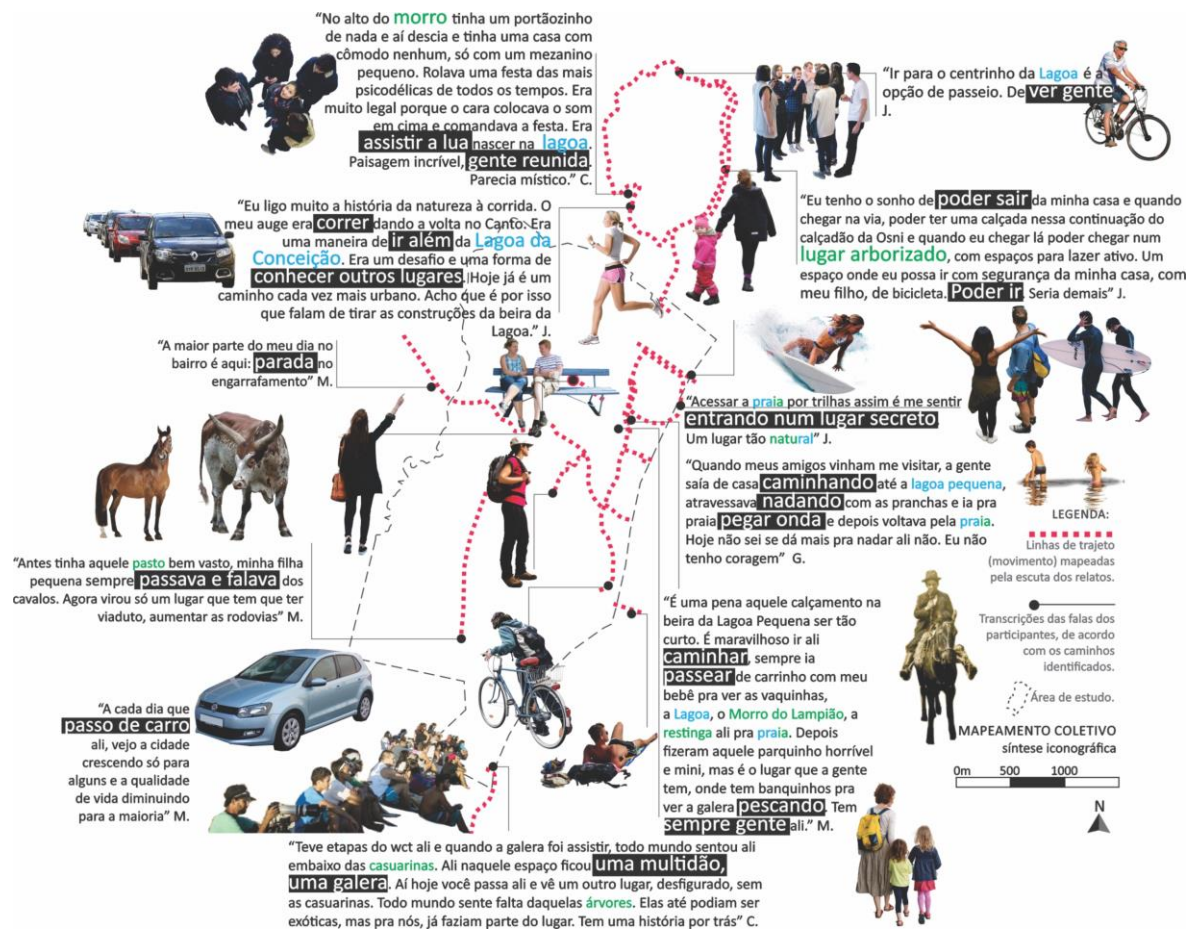 “No alto do morro tinha um portãozinho
de nada e aí descia e tinha uma casa com
cômodo nenhum, só com um mezanino
pequeno. Rolava uma festa das mais
psicodélicas de todos os tempos. Era
muito legal porque o cara colocava o som
em cima e comandava a festa. Era
assistir a lua nascer na lagoa.
Paisagem incrível, gente reunida.
Parecia místico.” C.
“Ir para o centrinho da Lagoa é a
opção de passeio. De ver gente”
J.
“Eu ligo muito a história da natureza à corrida. O
meu auge era correr dando a volta no Canto. Era
uma maneira de ir além da Lagoa da
Conceição. Era um desafio e uma forma de
conhecer outros lugares. Hoje já é um
caminho cada vez mais urbano. Acho que é por isso
que falam de tirar as construções da beira da
Lagoa.” J.
“Eu tenho o sonho de poder sair da minha casa e quando
chegar na via, poder ter uma calçada nessa continuação do
calçadão da Osni e quando eu chegar lá poder chegar num
lugar arborizado, com espaços para lazer ativo. Um
espaço onde eu possa ir com segurança da minha casa, com
meu filho, de bicicleta. Poder ir. Seria demais” J.
“A maior parte do meu dia no
bairro é aqui: parada no
engarrafamento” M.
“Acessar a praia por trilhas assim é me sentir
entrando num lugar secreto.
Um lugar tão natural” J.
“Quando meus amigos vinham me visitar, a gente
saía de casa caminhando até a lagoa pequena,
atravessava nadando com as pranchas e ia pra
praia pegar onda e depois voltava pela praia.
Hoje não sei se dá mais pra nadar ali não. Eu não
tenho coragem” G.
“Antes tinha aquele pasto bem vasto, minha filha
pequena sempre passava e falava dos
cavalos. Agora virou só um lugar que tem que ter
viaduto, aumentar as rodovias” M.
“É uma pena aquele calçamento na
beira da Lagoa Pequena ser tão
curto. É maravilhoso ir ali
caminhar, sempre ia
passear de carrinho com meu
bebê pra ver as vaquinhas,
a Lagoa, o Morro do Lampião, a
restinga ali pra praia. Depois
fizeram aquele parquinho horrível
e mini, mas é o lugar que a gente
tem, onde tem banquinhos pra
ver a galera pescando. Tem
sempre gente ali.” M.
“A cada dia que
passo de carro
ali, vejo a cidade
crescendo só para
alguns e a qualidade
de vida diminuindo
para a maioria” M.
“Teve etapas do wct ali e quando a galera foi assistir, todo mundo sentou ali
embaixo das casuarinas. Ali naquele espaço ficou uma multidão,
uma galera. Aí hoje você passa ali e vê um outro lugar, desfigurado, sem
as casuarinas. Todo mundo sente falta daquelas árvores. Elas até podiam ser
exóticas, mas pra nós, já faziam parte do lugar. Tem uma história por trás” C.
LEGENDA:
Linhas de trajeto
(movimento) mapeadas
pela escuta dos relatos.
Transcrições das falas dos
participantes, de acordo
com os caminhos
identificados.
Área de estudo.
MAPEAMENTO COLETIVO
síntese iconográfica
0m 500 1000
N